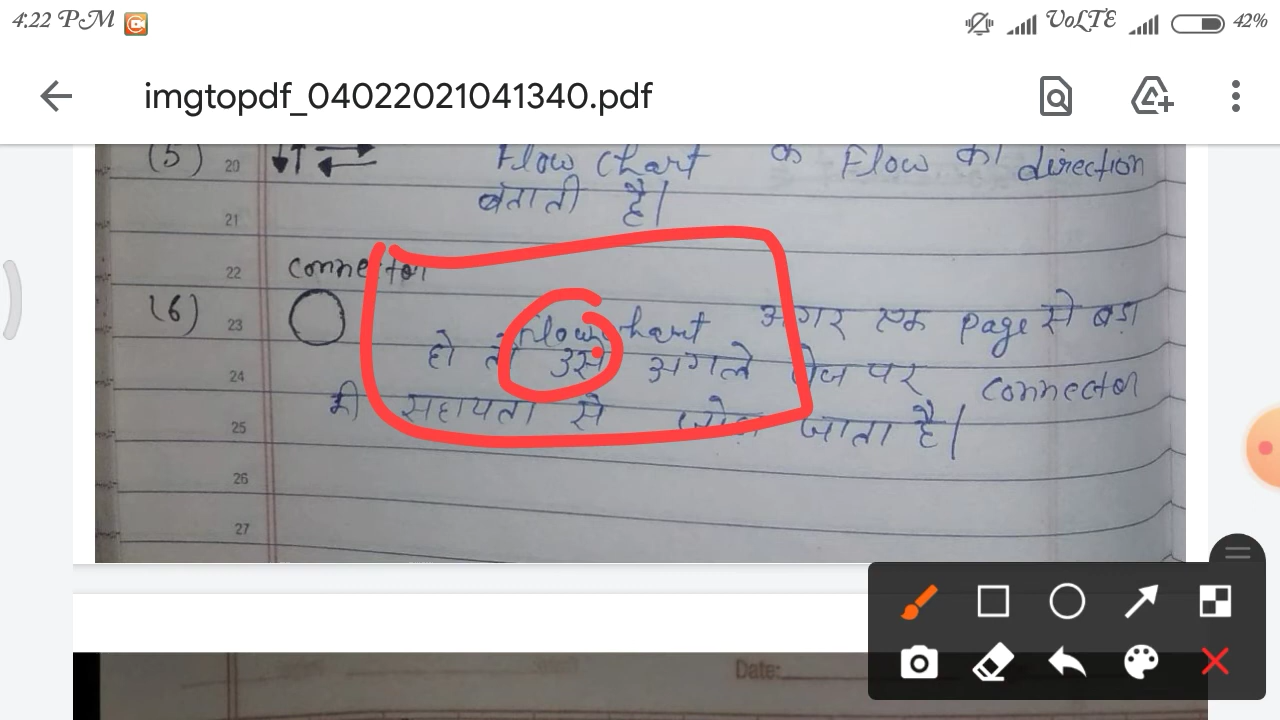 4:22 PM VoLTE 42%
imgtopdf_04022021041340.pdf
(5) 20 Flow Chart के Flow का direction
21 बताती है।
22 Connector
(6) 23 Flow Chart अगर एक page से बड़ा
24 हो तो उसे अगले पेज पर Connector
25 की सहायता से जोड़ा जाता है।
26
27
Date: